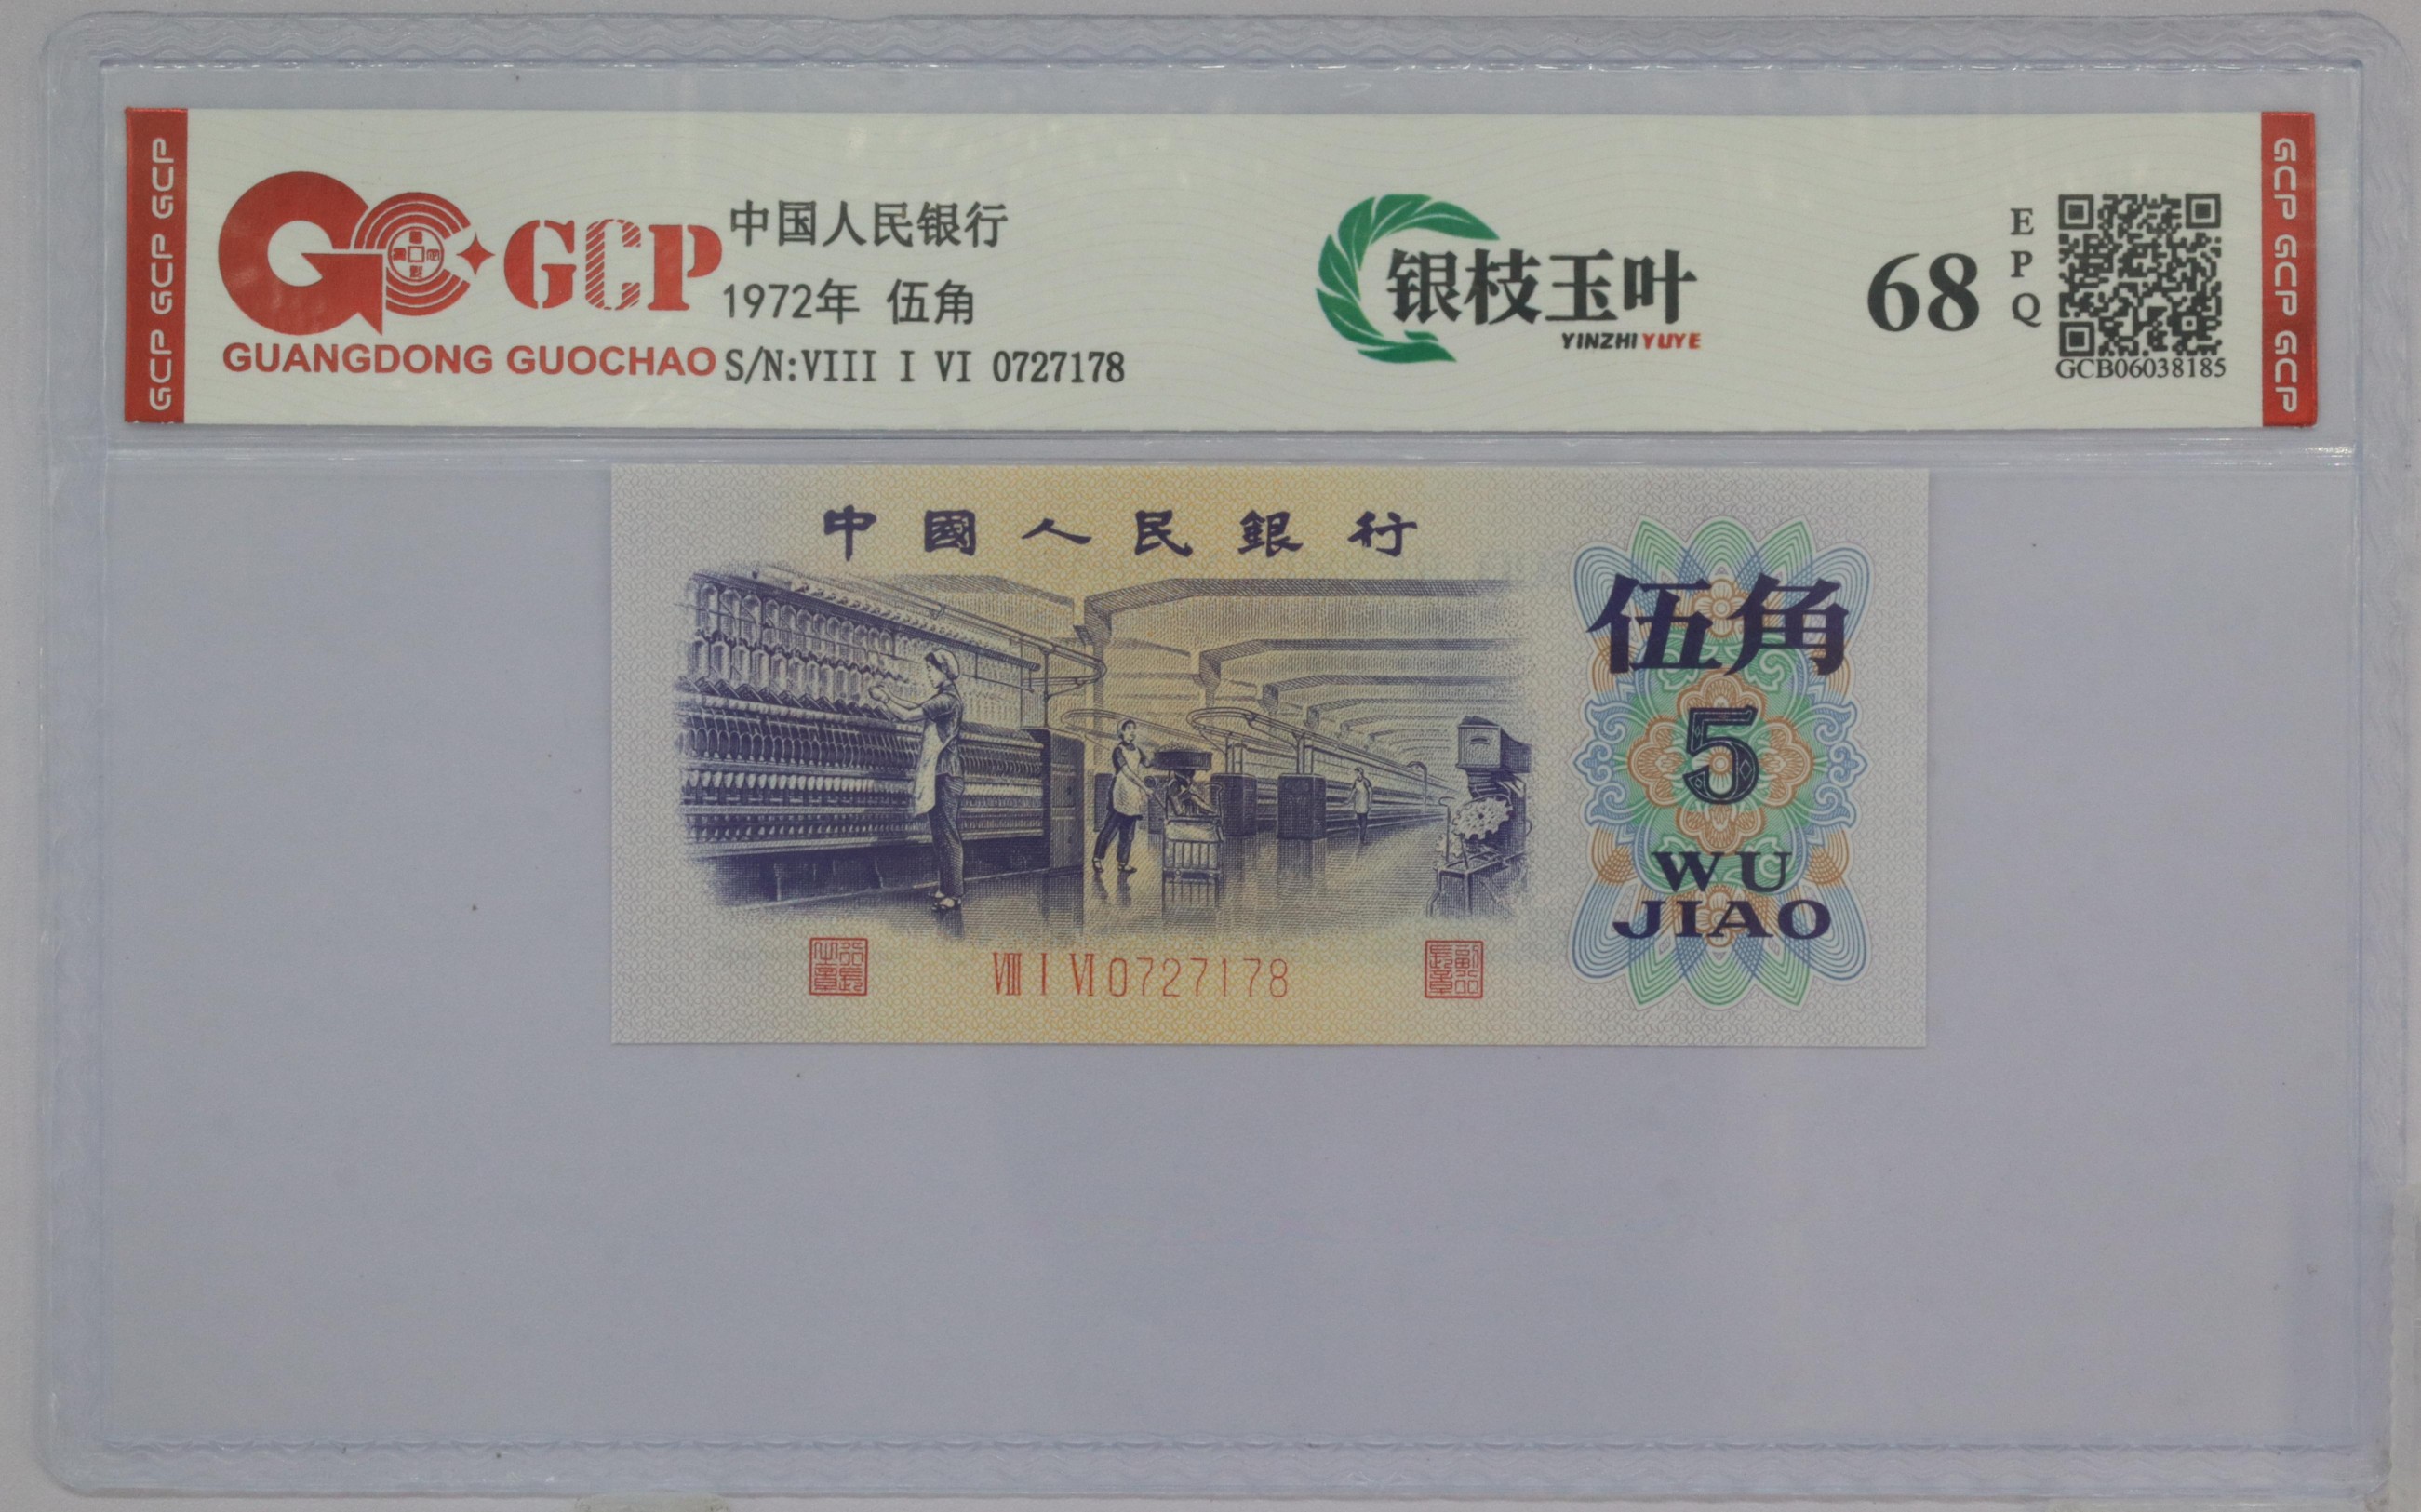 GCP GCP GCP
GCP
GUANGDONG GUOCHAO
中国人民银行
1972年 伍角
S/N:VIII I VI 0727178
银枝玉叶
YINZHI YUYE
68
EPQ
GCB06038185
GCP GCP GCP
中國人民銀行
伍角
5
WU
JIAO
VIII I VI 0727178